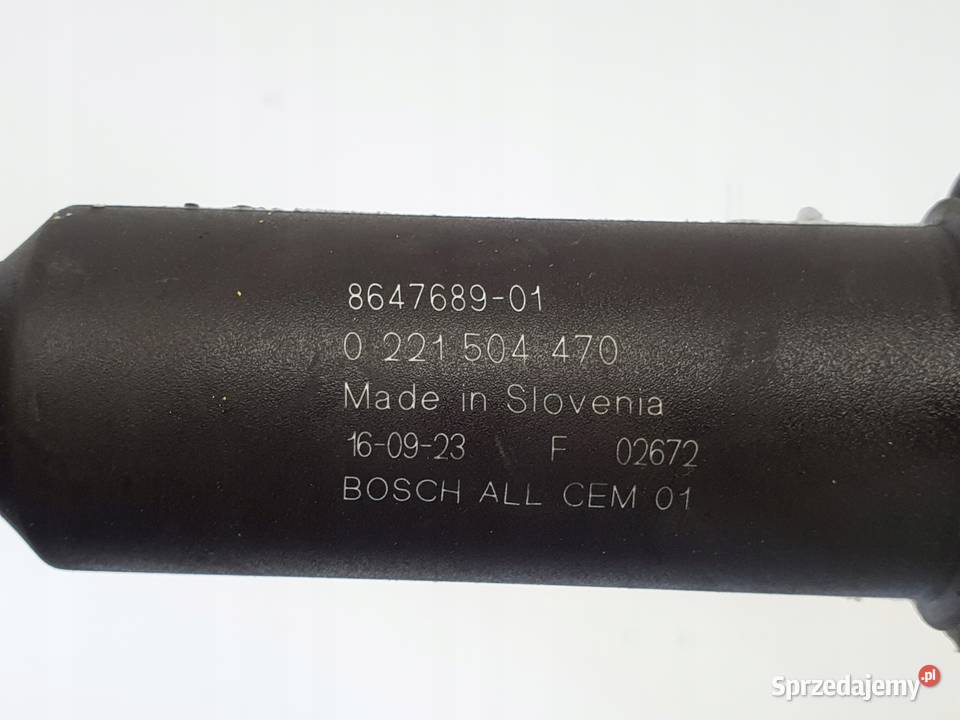 8647689-01
0 221 504 470
Made in Slovenia
16-09-23 F 02672
BOSCH ALL CEM 01
Sprzedajemy.pl